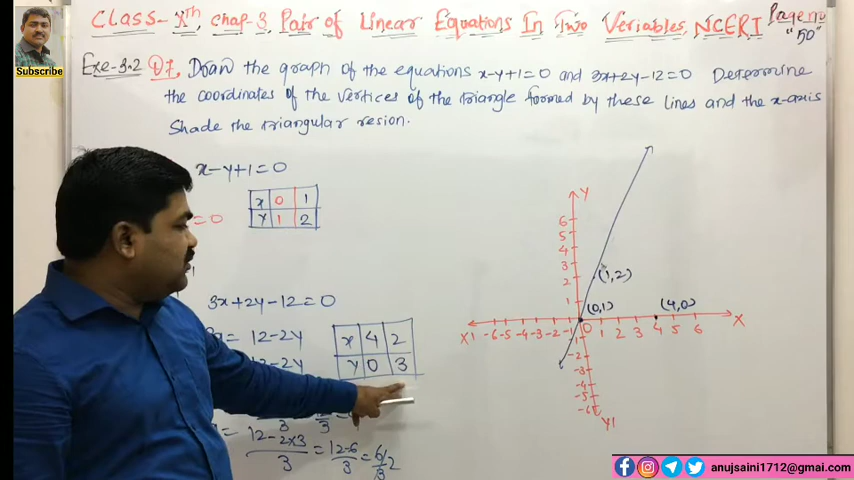 Class-Xth chap-3 Pair of Linear Equations In Two Variables, NCERT Page no "50"
Subscribe
Exe-3.2 Q7, Draw the graph of the equations x-y+1=0 and 3x+2y-12=0 Determine
the coordinates of the vertices of the triangle formed by these lines and the x-axis
Shade the triangular resion.
x-y+1=0
x 0 1
y 1 2
=0
3x+2y-12=0
= 12-2y
12-2y
x 4 2
y 0 3
12-2x3/3 = 12-6/3 = 6/3 2
Y
6
5
4
3
2
1
(1,2)
(0,1)
(4,0)
X1 -6 -5 -4 -3 -2 -1 0 1 2 3 4 5 6 X
-2
-3
-4
-5
-6
Y1
anujsaini1712@gmai.com